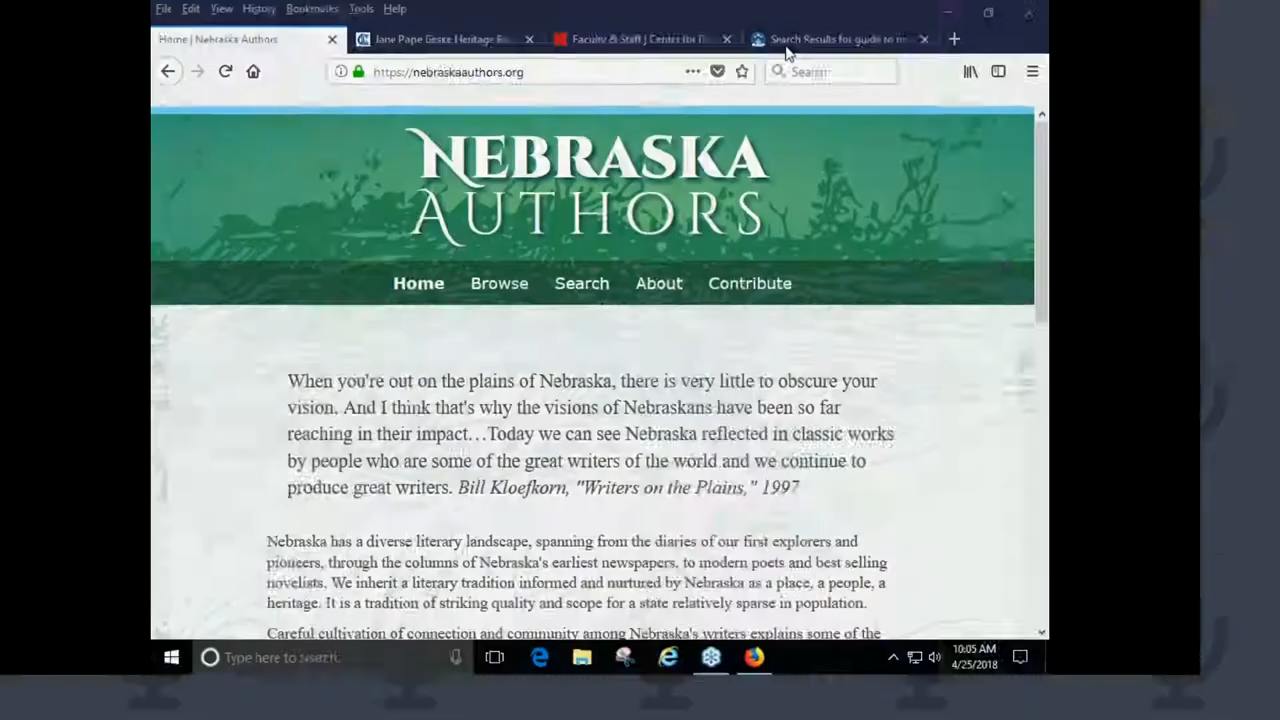 File Edit View History Bookmarks Tools Help
Home | Nebraska Authors
Jane Pape Geske Heritage
Faculty & Staff | Center for
Search Results for guide to
https://nebraskaauthors.org
Search
NEBRASKA
AUTHORS
Home Browse Search About Contribute
When you're out on the plains of Nebraska, there is very little to obscure your
vision. And I think that's why the visions of Nebraskans have been so far
reaching in their impact…Today we can see Nebraska reflected in classic works
by people who are some of the great writers of the world and we continue to
produce great writers. Bill Kloefkorn, "Writers on the Plains," 1997
Nebraska has a diverse literary landscape, spanning from the diaries of our first explorers and
pioneers, through the columns of Nebraska's earliest newspapers, to modern poets and best selling
novelists. We inherit a literary tradition informed and nurtured by Nebraska as a place, a people, a
heritage. It is a tradition of striking quality and scope for a state relatively sparse in population.
Careful cultivation of connection and community among Nebraska's writers explains some of the
Type here to search
10:05 AM
4/25/2018